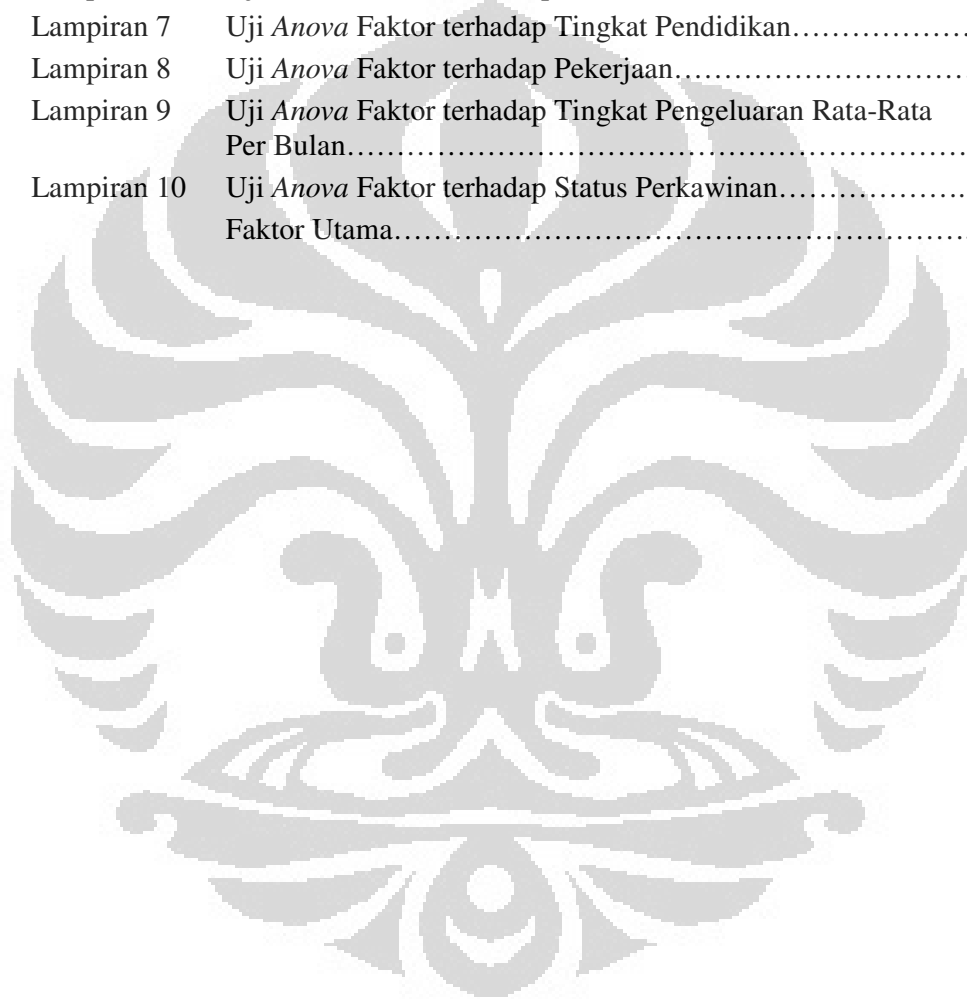 Lampiran 7 Uji Anova Faktor terhadap Tingkat Pendidikan……………….
Lampiran 8 Uji Anova Faktor terhadap Pekerjaan…………………………
Lampiran 9 Uji Anova Faktor terhadap Tingkat Pengeluaran Rata-Rata
Per Bulan…………………………………………………………….
Lampiran 10 Uji Anova Faktor terhadap Status Perkawinan……………….
Faktor Utama……………………………………………………….